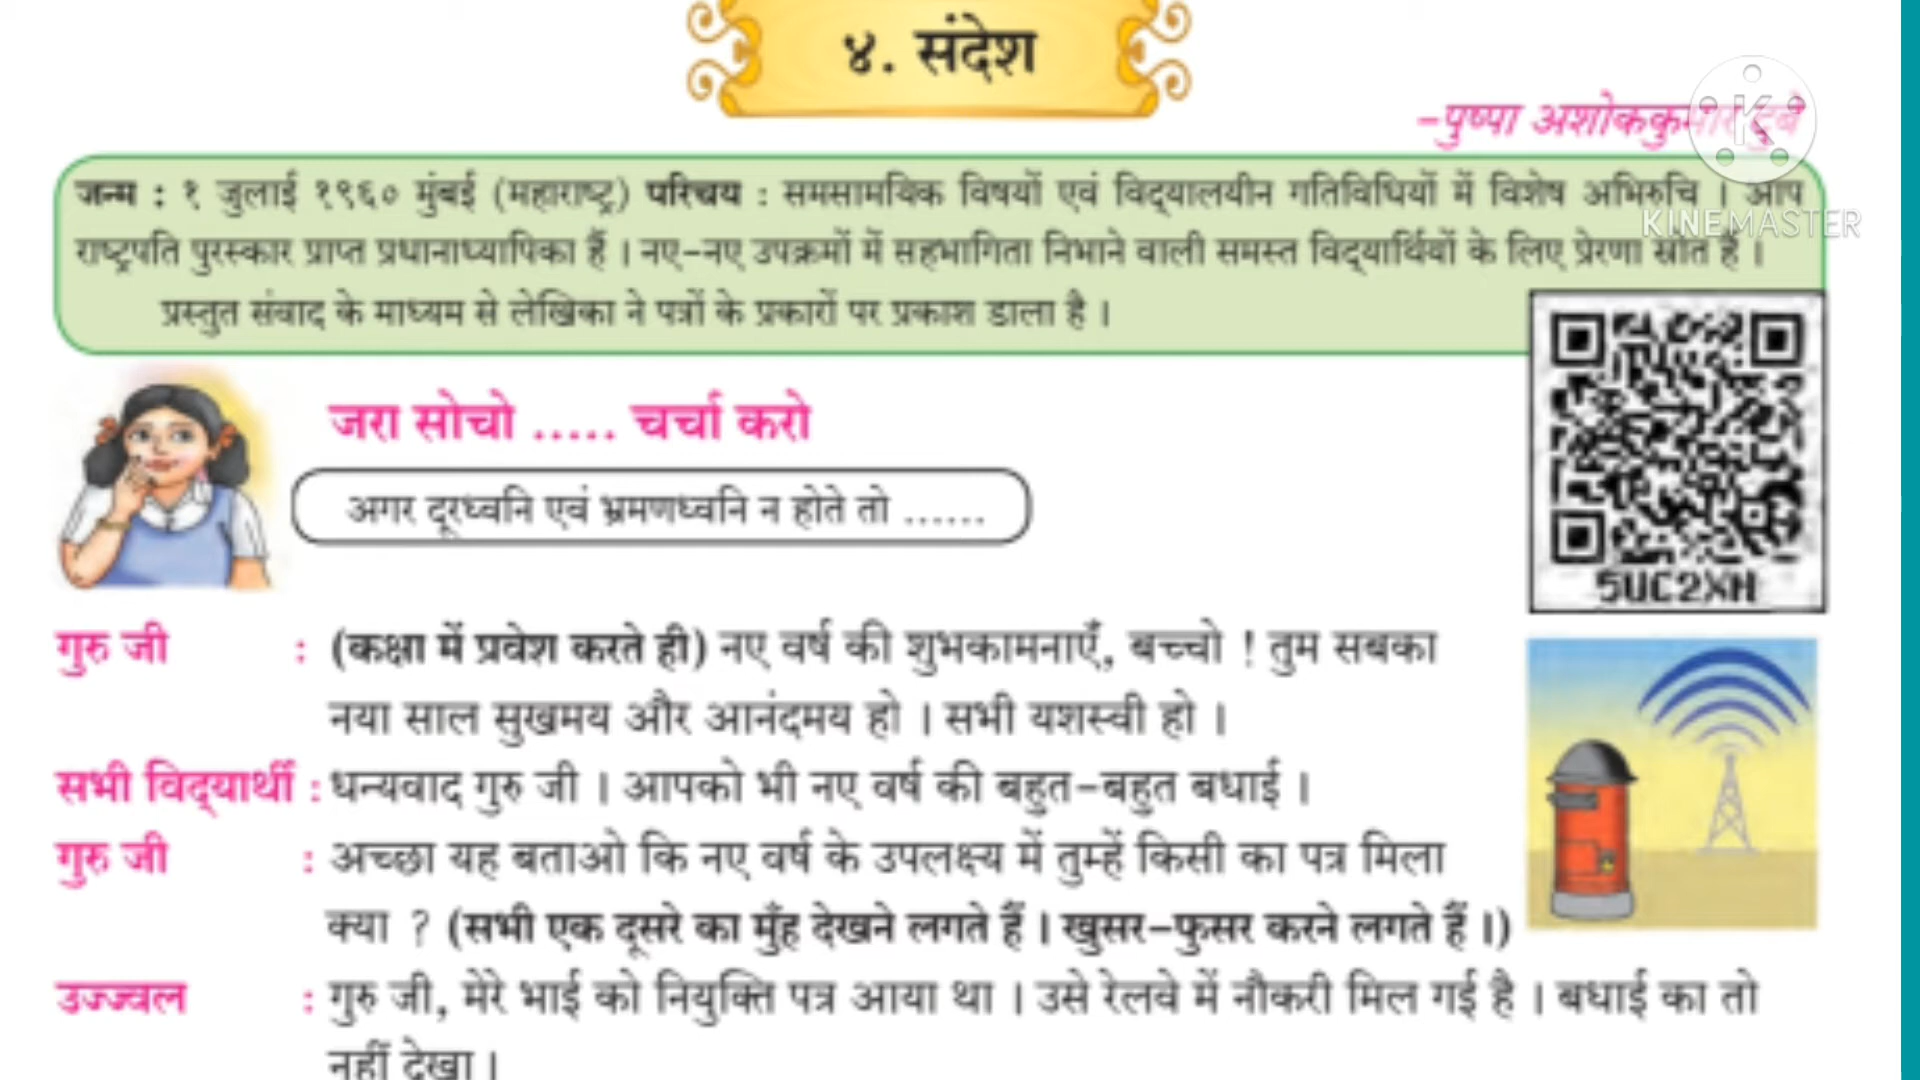 ४. संदेश
-पुष्पा अशोककुमार दुबे
जन्म : १ जुलाई १९६० मुंबई (महाराष्ट्र) परिचय : समसामयिक विषयों एवं विद्‌यालयीन गतिविधियों में विशेष अभिरुचि । आप
राष्ट्रपति पुरस्कार प्राप्त प्रधानाध्यापिका हैं । नए-नए उपक्रमों में सहभागिता निभाने वाली समस्त विद्‌यार्थियों के लिए प्रेरणा स्रोत हैं ।
प्रस्तुत संवाद के माध्यम से लेखिका ने पत्रों के प्रकारों पर प्रकाश डाला है ।
KINEMASTER
जरा सोचो ..... चर्चा करो
अगर दूरध्वनि एवं भ्रमणध्वनि न होते तो ......
5UC2XH
गुरु जी : (कक्षा में प्रवेश करते ही) नए वर्ष की शुभकामनाएँ, बच्चो ! तुम सबका
नया साल सुखमय और आनंदमय हो । सभी यशस्वी हो ।
सभी विद्‌यार्थी : धन्यवाद गुरु जी । आपको भी नए वर्ष की बहुत-बहुत बधाई ।
गुरु जी : अच्छा यह बताओ कि नए वर्ष के उपलक्ष्य में तुम्हें किसी का पत्र मिला
क्या ? (सभी एक दूसरे का मुँह देखने लगते हैं । खुसर-फुसर करने लगते हैं ।)
उज्ज्वल : गुरु जी, मेरे भाई को नियुक्ति पत्र आया था । उसे रेलवे में नौकरी मिल गई है । बधाई का तो
नहीं देखा ।